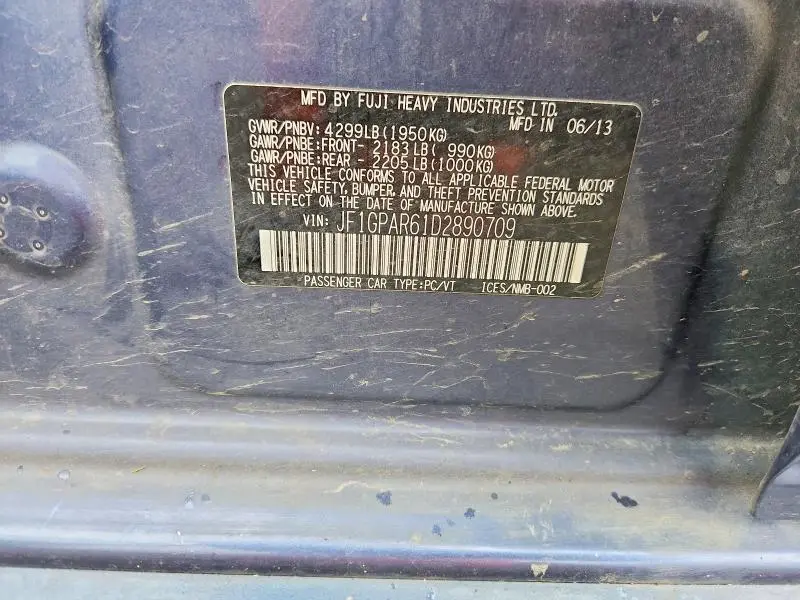 MFD BY FUJI HEAVY INDUSTRIES LTD.
MFD IN 06/13
GVWR/PNBV: 4299LB(1950KG)
GAWR/PNBE:FRONT- 2183LB( 990KG)
GAWR/PNBE:REAR - 2205LB(1000KG)
THIS VEHICLE CONFORMS TO ALL APPLICABLE FEDERAL MOTOR
VEHICLE SAFETY, BUMPER, AND THEFT PREVENTION STANDARDS
IN EFFECT ON THE DATE OF MANUFACTURE SHOWN ABOVE.
VIN: JF1GPAR61D2890709
PASSENGER CAR TYPE:PC/VT ICES/NMB-002